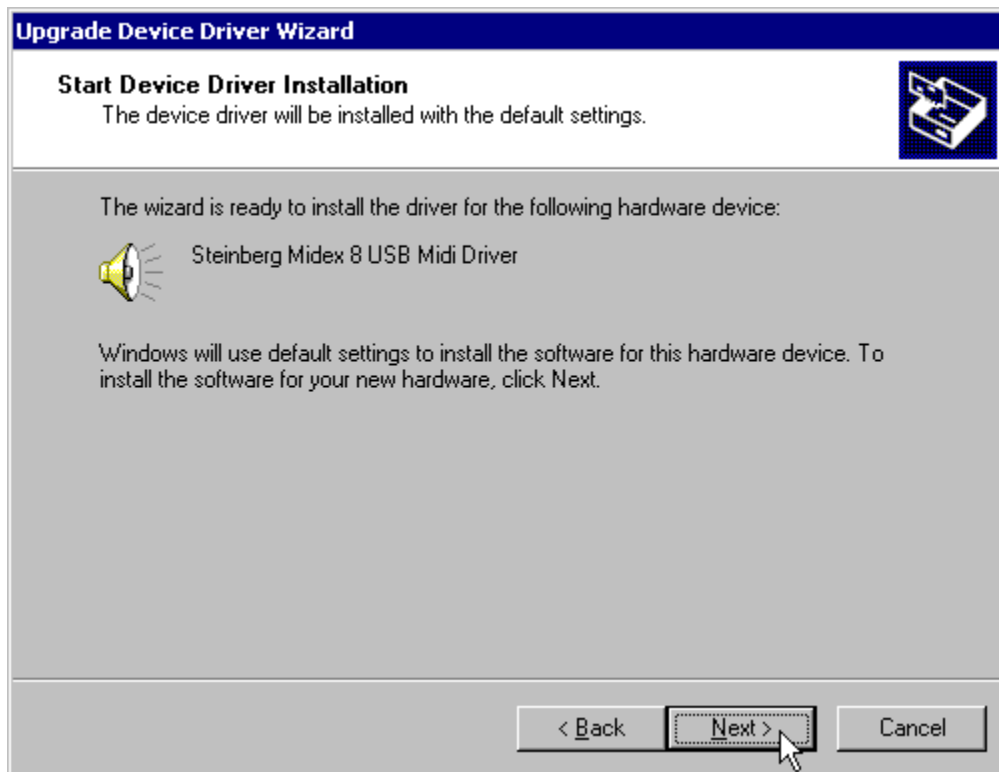 Upgrade Device Driver Wizard
Start Device Driver Installation
The device driver will be installed with the default settings.
The wizard is ready to install the driver for the following hardware device:
Steinberg Midex 8 USB Midi Driver
Windows will use default settings to install the software for this hardware device. To
install the software for your new hardware, click Next.
< Back
Next >
Cancel